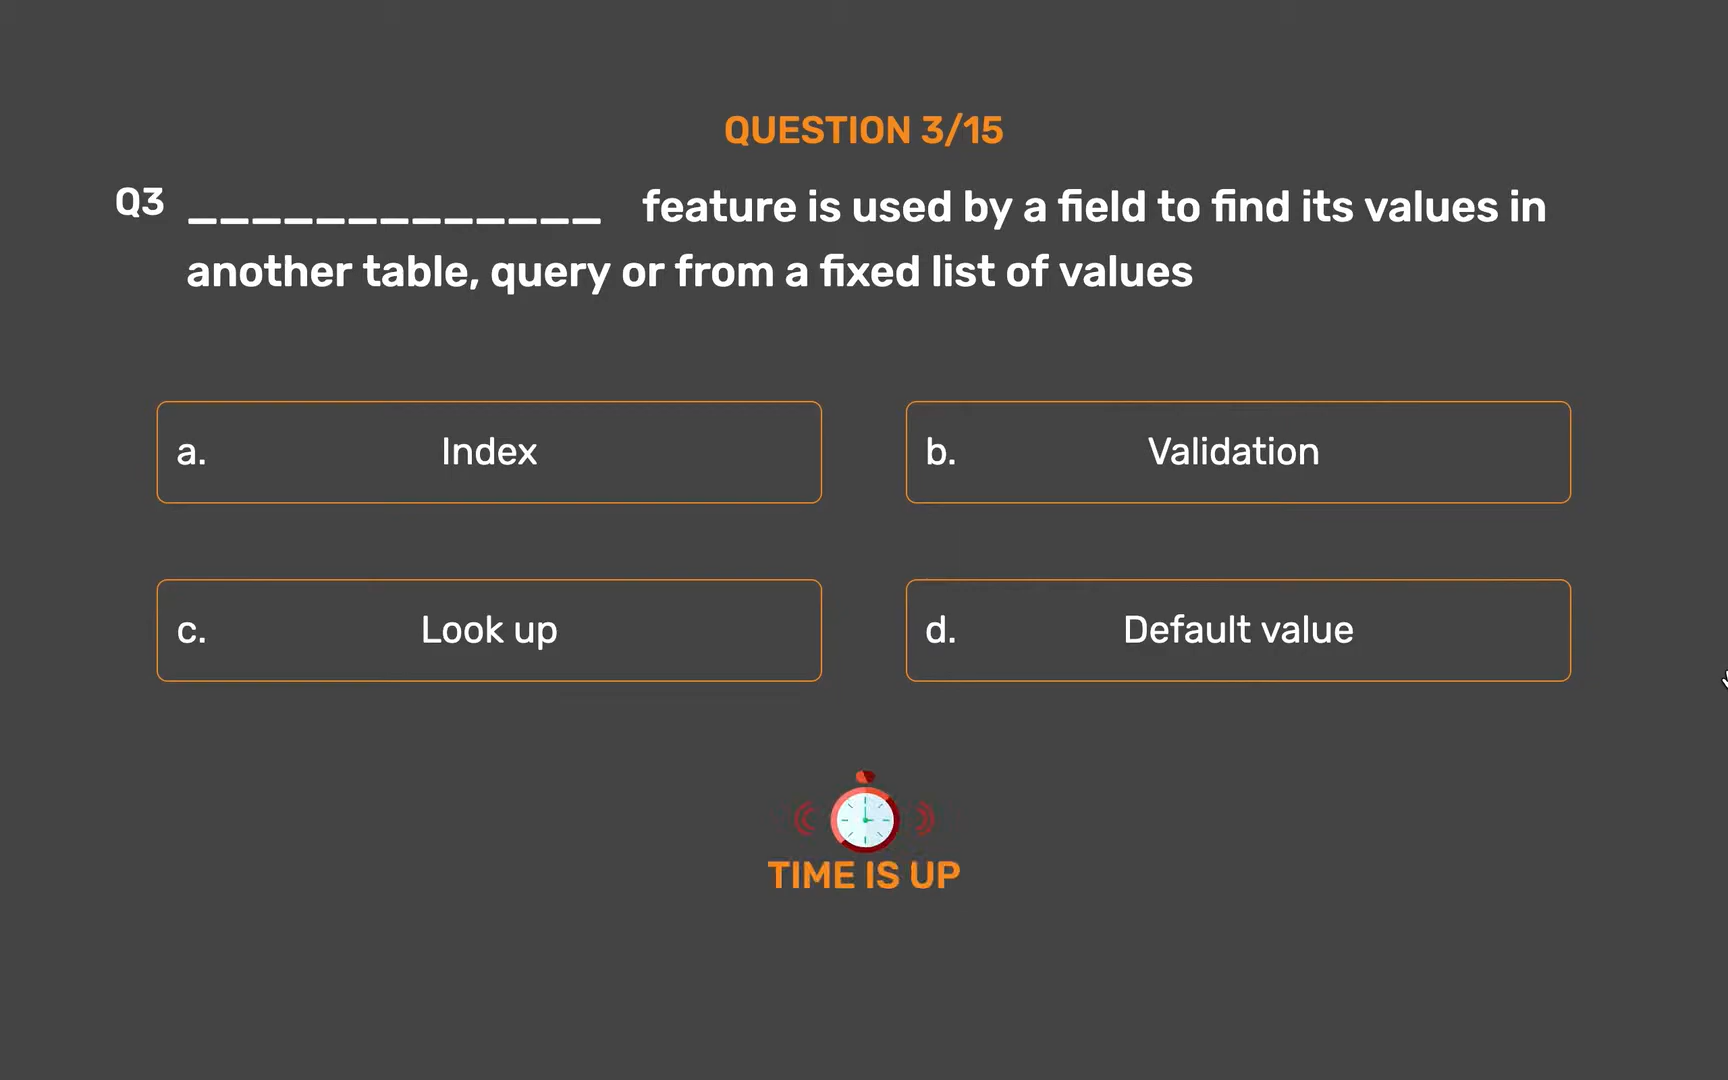 QUESTION 3/15
Q3 _____________ feature is used by a field to find its values in
another table, query or from a fixed list of values
a. Index
b. Validation
c. Look up
d. Default value
TIME IS UP